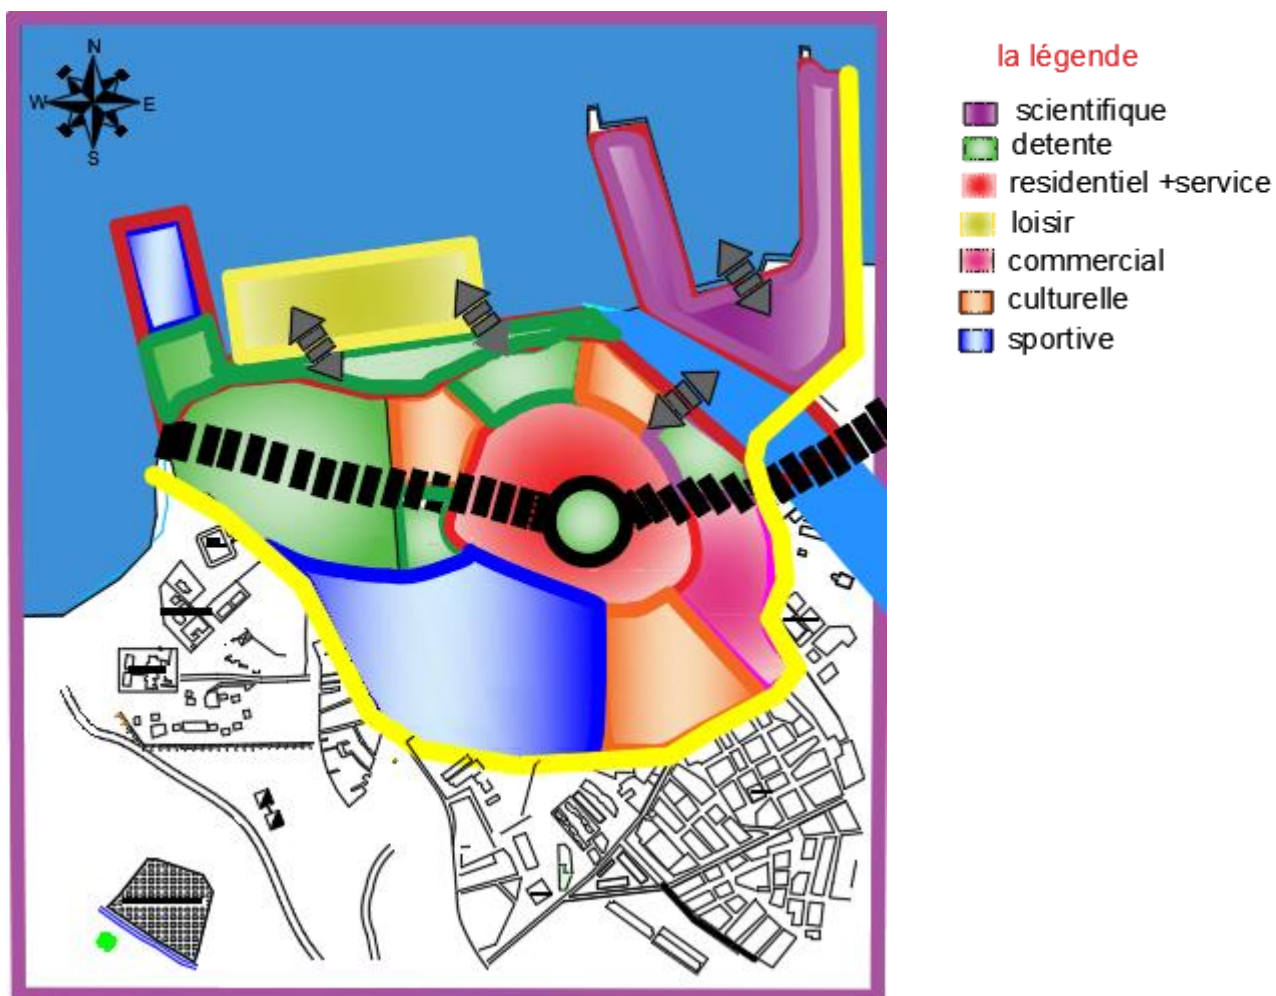 N
W E
S
la légende
scientifique
detente
residentiel +service
loisir
commercial
culturelle
sportive